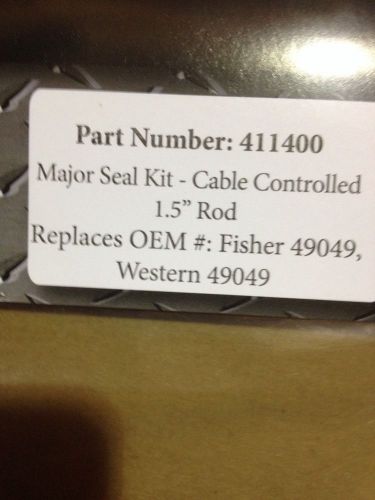 Part Number: 411400
Major Seal Kit - Cable Controlled
1.5” Rod
Replaces OEM #: Fisher 49049,
Western 49049